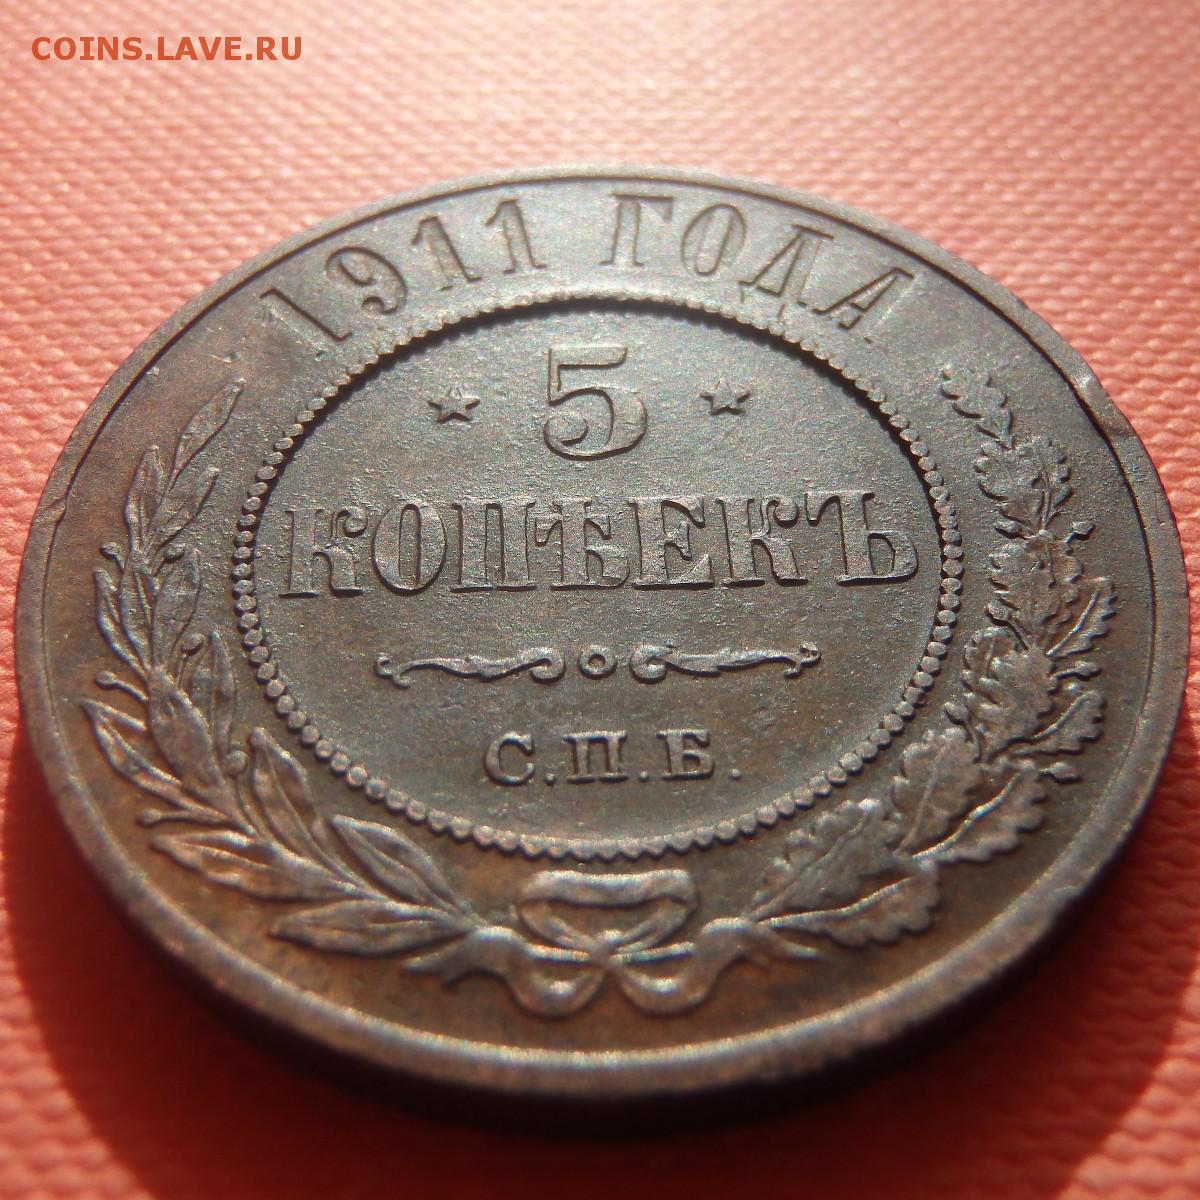 COINS.LAVE.RU
1911 ГОДА
5
КОПѢЕКЪ
С.П.Б.